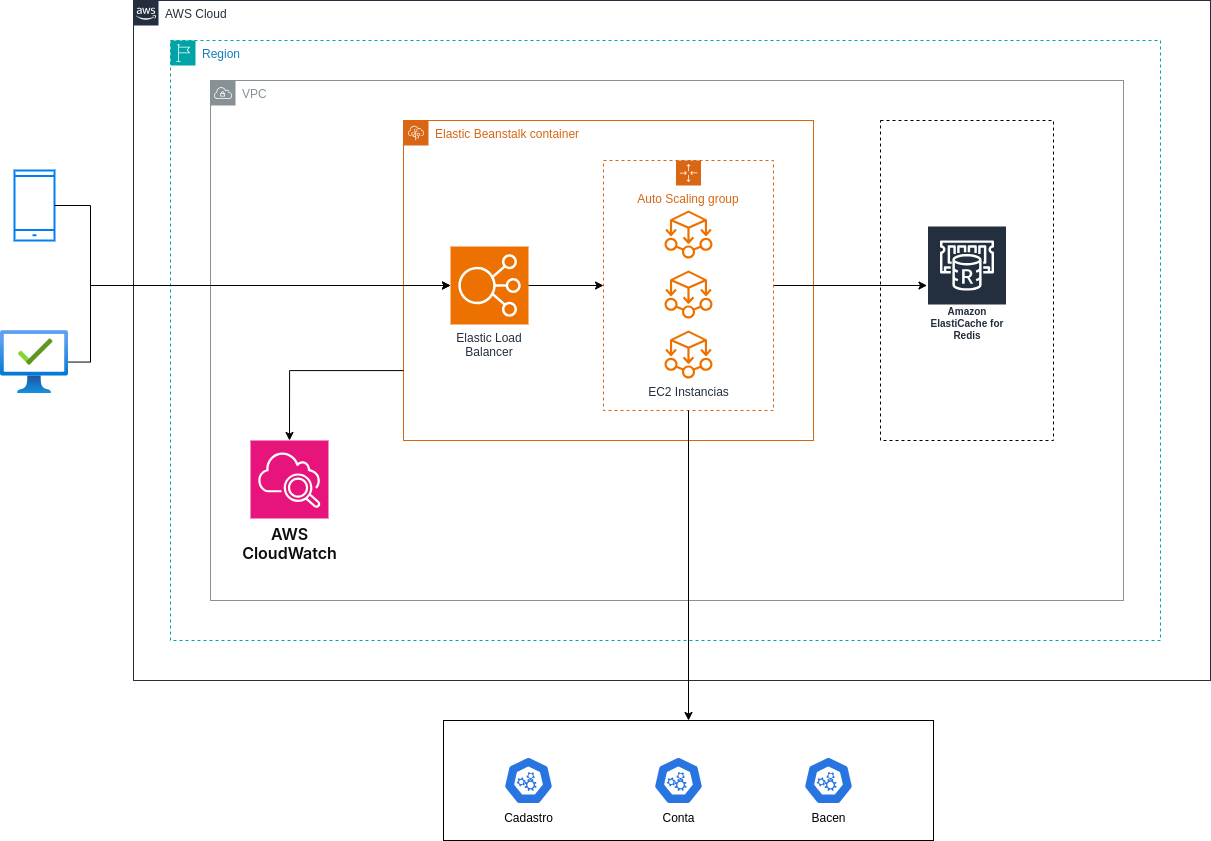 aws
AWS Cloud
Region
VPC
Elastic Beanstalk container
Auto Scaling group
R
Amazon
ElastiCache for
Redis
Elastic Load
Balancer
EC2 Instancias
AWS
CloudWatch
Cadastro
Conta
Bacen